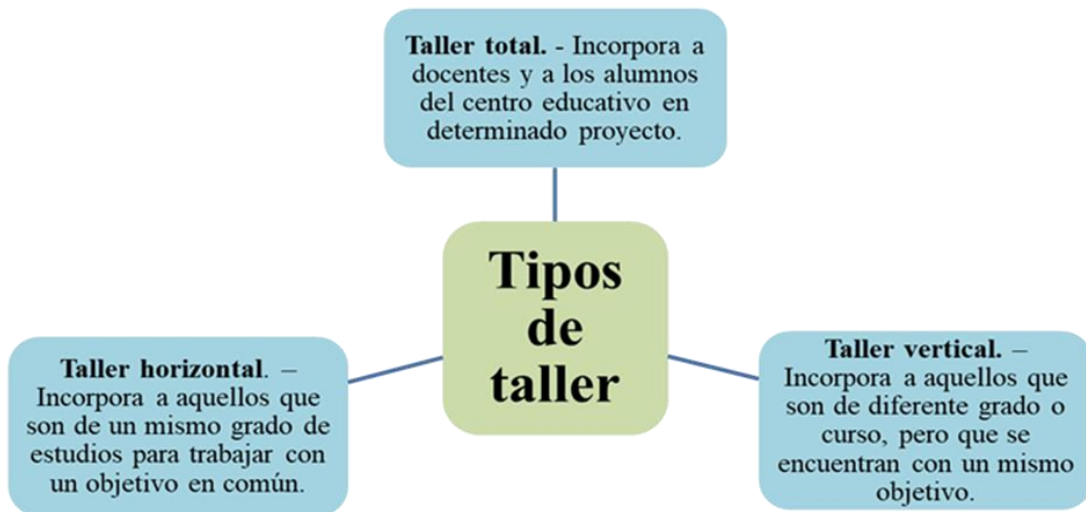 Taller total. - Incorpora a
docentes y a los alumnos
del centro educativo en
determinado proyecto.
Tipos
de
taller
Taller horizontal. –
Incorpora a aquellos que
son de un mismo grado de
estudios para trabajar con
un objetivo en común.
Taller vertical. –
Incorpora a aquellos que
son de diferente grado o
curso, pero que se
encuentran con un mismo
objetivo.